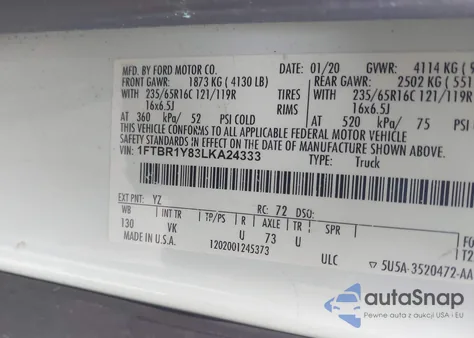 MFD. BY FORD MOTOR CO. 01/20 GVWR: 4114 KG
FRONT GAWR: 1873 KG (4130 LB) REAR GAWR: 2502 KG (551
WITH 235/65R16C 121/119R TIRES WITH 235/65R16C 121/119R
16x6.5J RIMS 16x6.5J
AT 360 kPa/ 52 PSI COLD AT 520 kPa/ 75 PSI
THIS VEHICLE CONFORMS TO ALL APPLICABLE FEDERAL MOTOR VEHICLE
SAFETY STANDARDS IN EFFECT ON THE DATE OF MANUFACTURE SHOWN ABOVE.
VIN: 1FTBR1Y83LKA24333 TYPE: Truck
EXT PNT: YZ RC: 72 DSO:
WB INT TR TP/PS R AXLE TR SPR
130 VK U 73 U
MADE IN U.S.A. 1202001245373 ULC ▽ 5U5A-3520472-AA
autoSnap
USA & EU